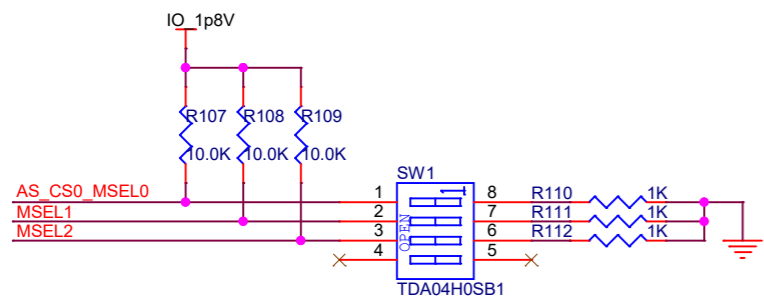 IO_1p8V
R107 R108 R109
10.0K 10.0K 10.0K
SW1
AS_CS0_MSEL0 1 8 R110 1K
MSEL1 2 7 R111 1K
MSEL2 3 6 R112 1K
4 5
OPEN
1
TDA04H0SB1